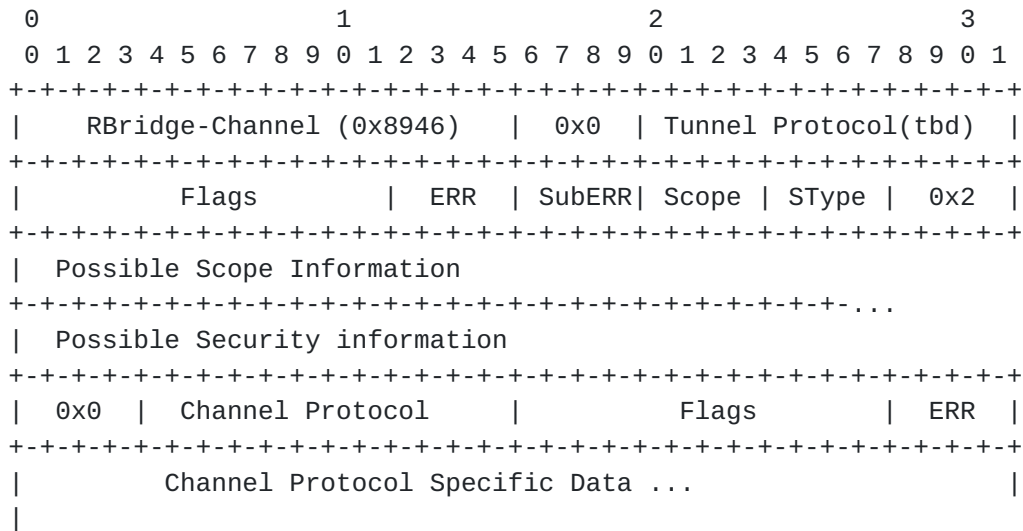 0                   1                   2                   3
 0 1 2 3 4 5 6 7 8 9 0 1 2 3 4 5 6 7 8 9 0 1 2 3 4 5 6 7 8 9 0 1
+-+-+-+-+-+-+-+-+-+-+-+-+-+-+-+-+-+-+-+-+-+-+-+-+-+-+-+-+-+-+-+-+
|    RBridge-Channel (0x8946)   |  0x0  | Tunnel Protocol(tbd)  |
+-+-+-+-+-+-+-+-+-+-+-+-+-+-+-+-+-+-+-+-+-+-+-+-+-+-+-+-+-+-+-+-+
|          Flags        |  ERR  | SubERR| Scope | SType |  0x2  |
+-+-+-+-+-+-+-+-+-+-+-+-+-+-+-+-+-+-+-+-+-+-+-+-+-+-+-+-+-+-+-+-+
|  Possible Scope Information
+-+-+-+-+-+-+-+-+-+-+-+-+-+-+-+-+-+-+-+-+-+-+-+-+-+-+-...
|  Possible Security information
+-+-+-+-+-+-+-+-+-+-+-+-+-+-+-+-+-+-+-+-+-+-+-+-+-+-+-+-+-+-+-+-+
|  0x0  |  Channel Protocol     |          Flags        |  ERR  |
+-+-+-+-+-+-+-+-+-+-+-+-+-+-+-+-+-+-+-+-+-+-+-+-+-+-+-+-+-+-+-+-+
|         Channel Protocol Specific Data ...                    |
|